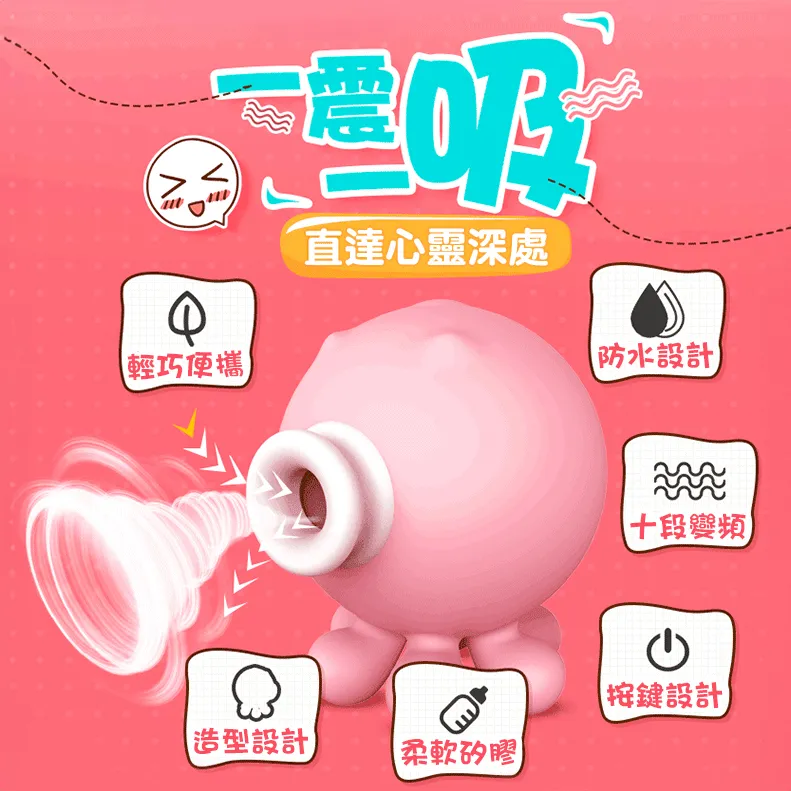 一震
一吸
直達心靈深處
輕巧便攜
防水設計
十段變頻
按鍵設計
造型設計
柔軟矽膠